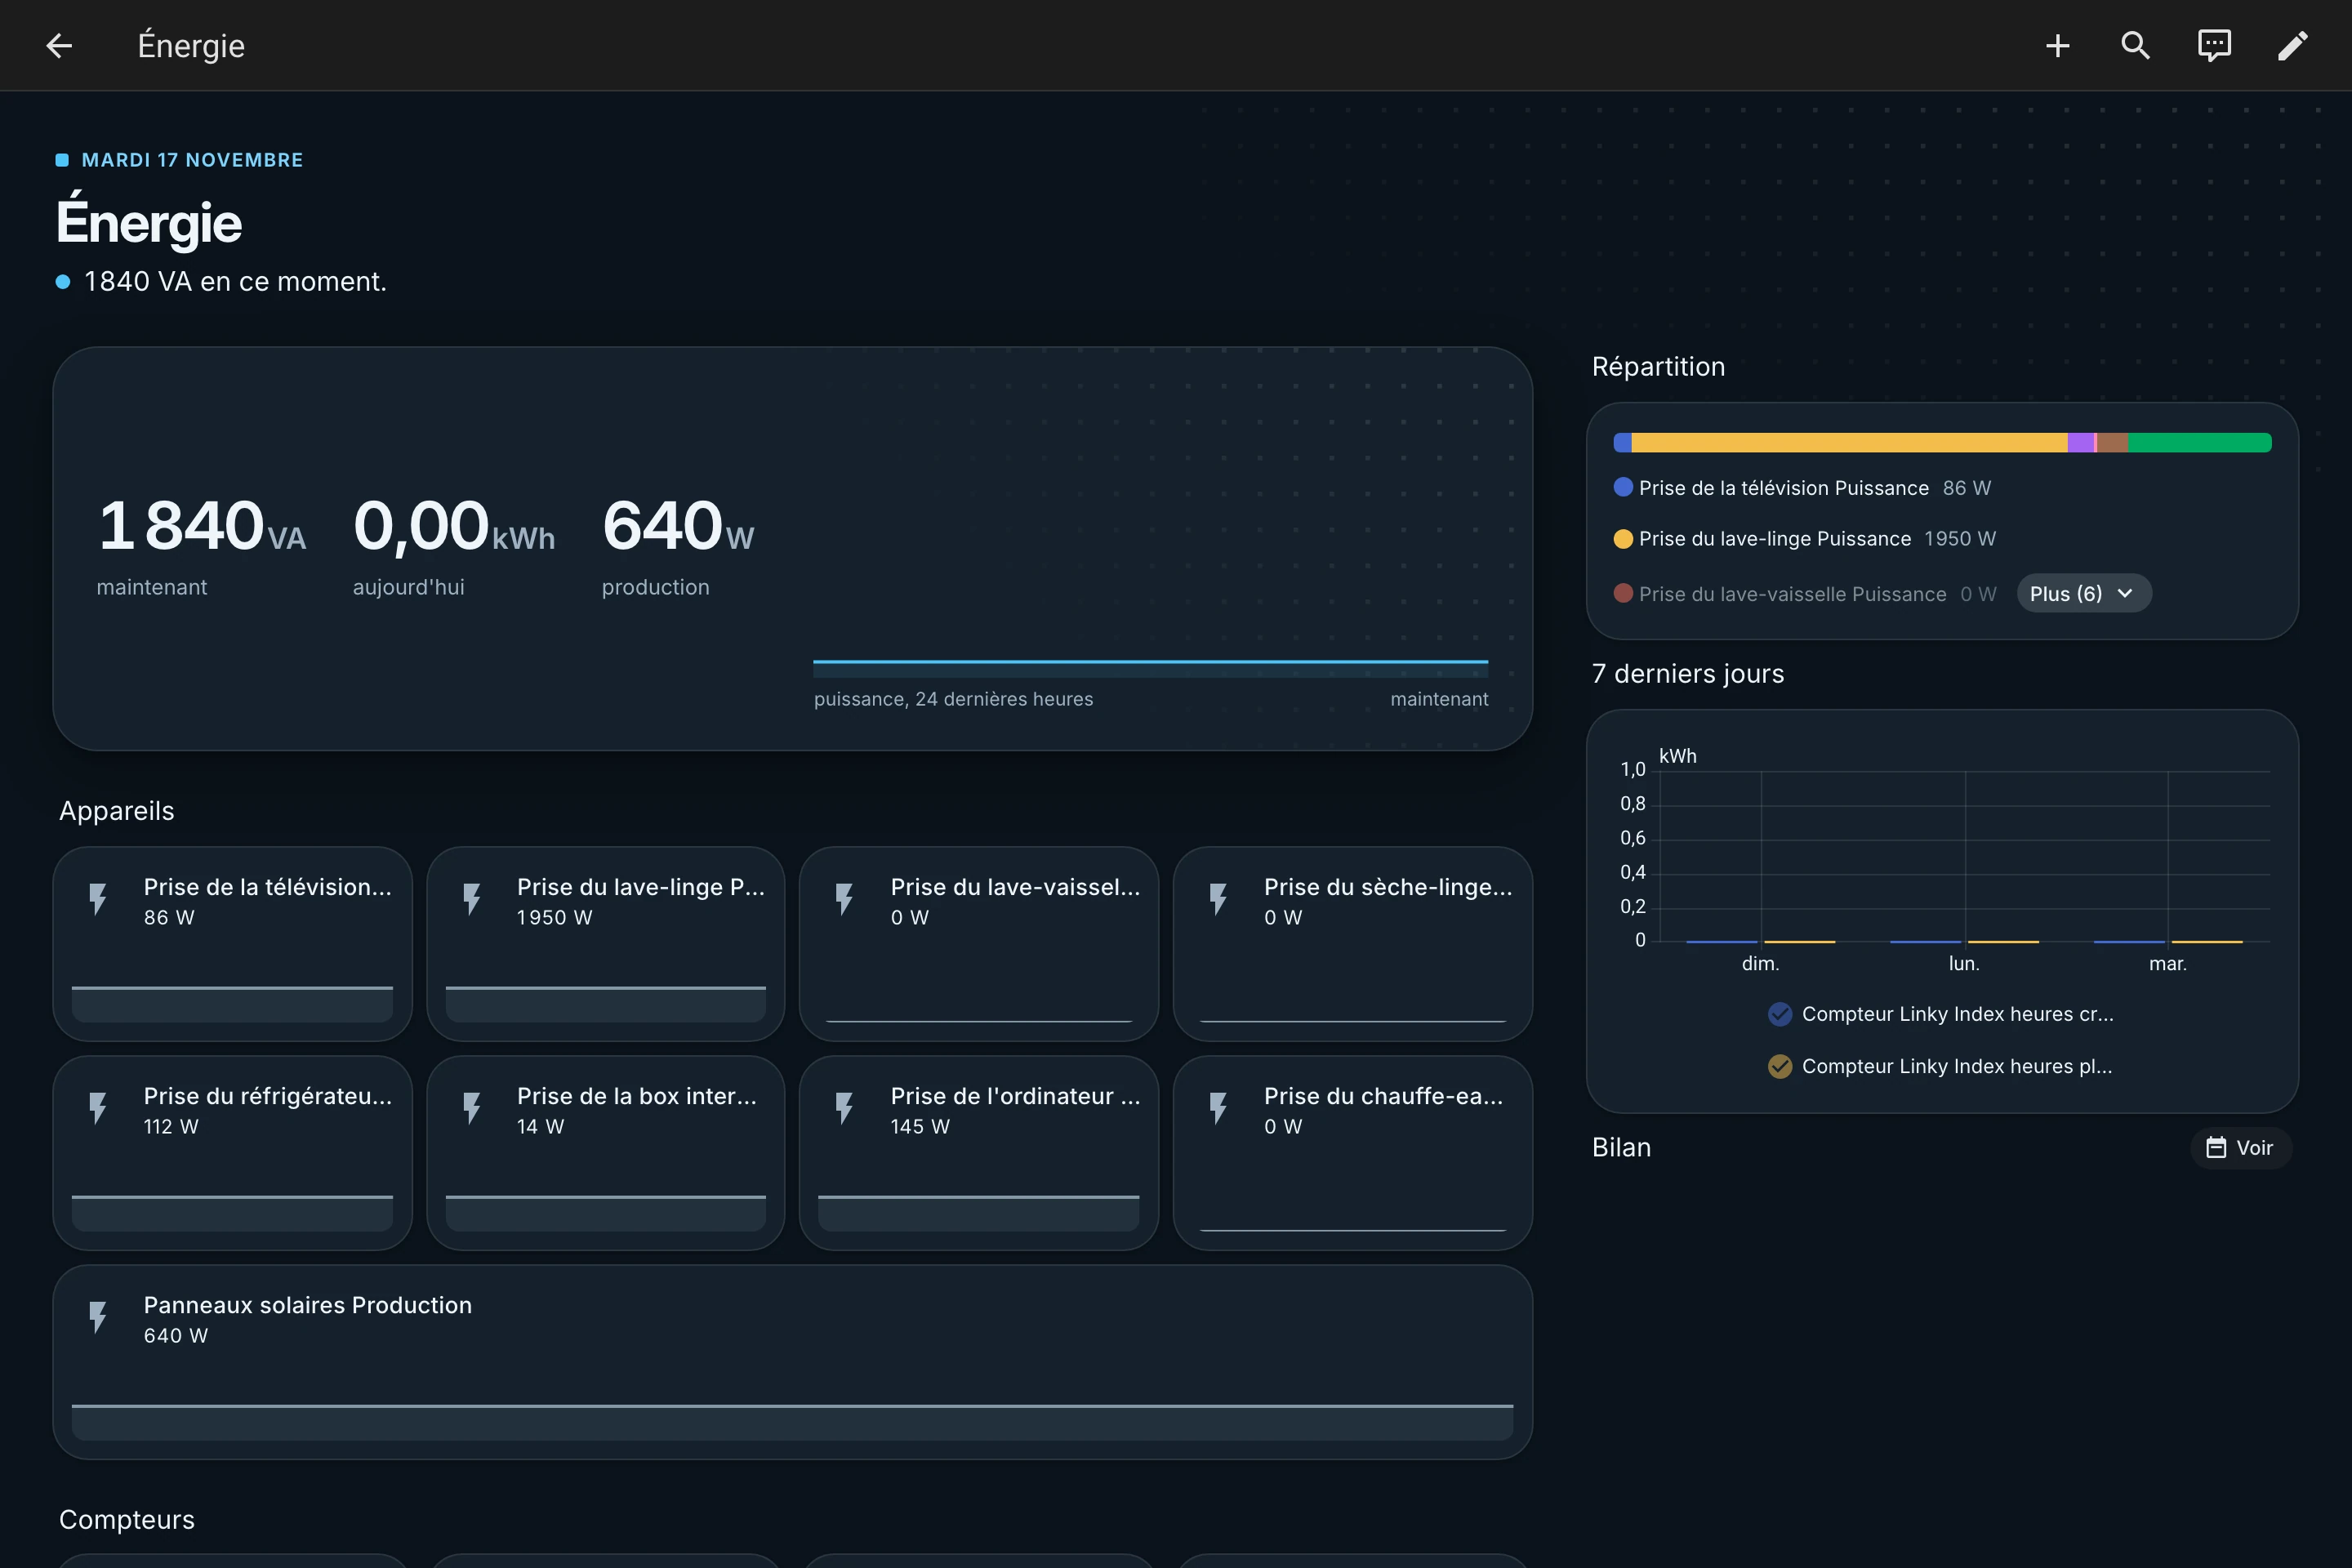 Énergie
MARDI 17 NOVEMBRE
Énergie
1840 VA en ce moment.
1 840 VA
maintenant
0,00 kWh
aujourd'hui
640 W
production
puissance, 24 dernières heures
maintenant
Appareils
Prise de la télévision...
86 W
Prise du lave-linge P...
1950 W
Prise du lave-vaissel...
0 W
Prise du sèche-linge...
0 W
Prise du réfrigérateu...
112 W
Prise de la box inter...
14 W
Prise de l'ordinateur ...
145 W
Prise du chauffe-ea...
0 W
Panneaux solaires Production
640 W
Compteurs
Répartition
Prise de la télévision Puissance 86 W
Prise du lave-linge Puissance 1950 W
Prise du lave-vaisselle Puissance 0 W
Plus (6)
7 derniers jours
kWh
1,0
0,8
0,6
0,4
0,2
0
dim. lun. mar.
Compteur Linky Index heures cr...
Compteur Linky Index heures pl...
Bilan
Voir